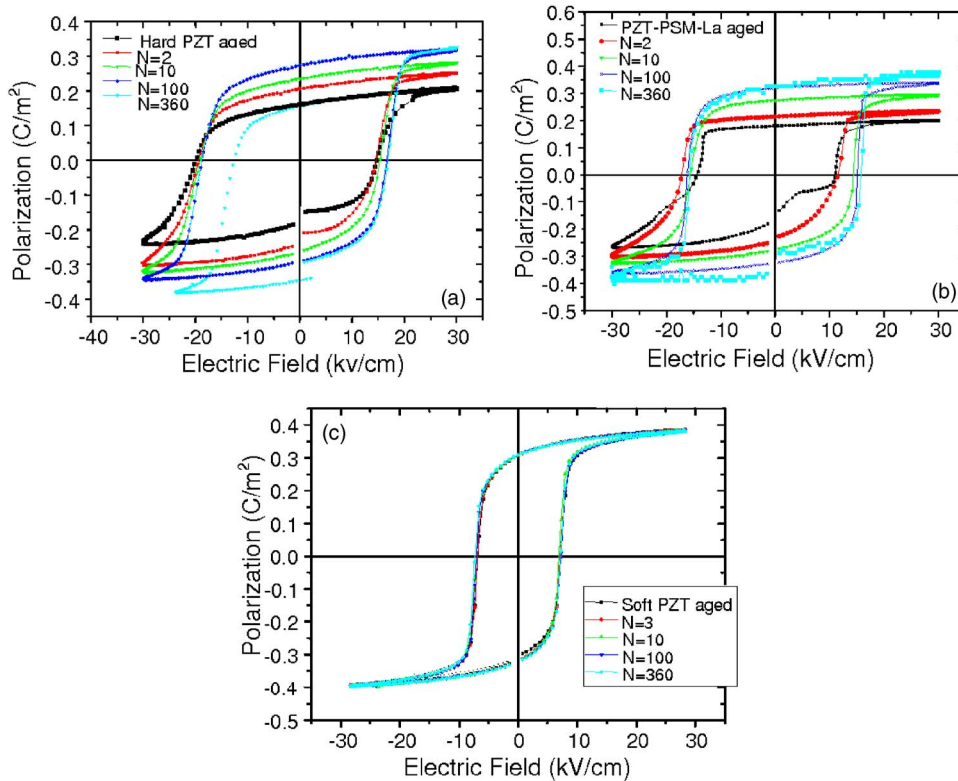 Hard PZT aged
N=2
N=10
N=100
N=360
0.4
0.3
0.2
0.1
0.0
-0.1
-0.2
-0.3
-0.4
Polarization (C/m²)
(a)
-40 -30 -20 -10 0 10 20 30
Electric Field (kv/cm)
PZT-PSM-La aged
N=2
N=10
N=100
N=360
0.6
0.5
0.4
0.3
0.2
0.1
0.0
-0.1
-0.2
-0.3
-0.4
-0.5
Polarization (C/m²)
(b)
-30 -20 -10 0 10 20 30
Electric Field (kV/cm)
(c)
0.4
0.3
0.2
0.1
0.0
-0.1
-0.2
-0.3
-0.4
-0.5
Polarization (C/m²)
Soft PZT aged
N=3
N=10
N=100
N=360
-30 -20 -10 0 10 20 30
Electric Field (kV/cm)